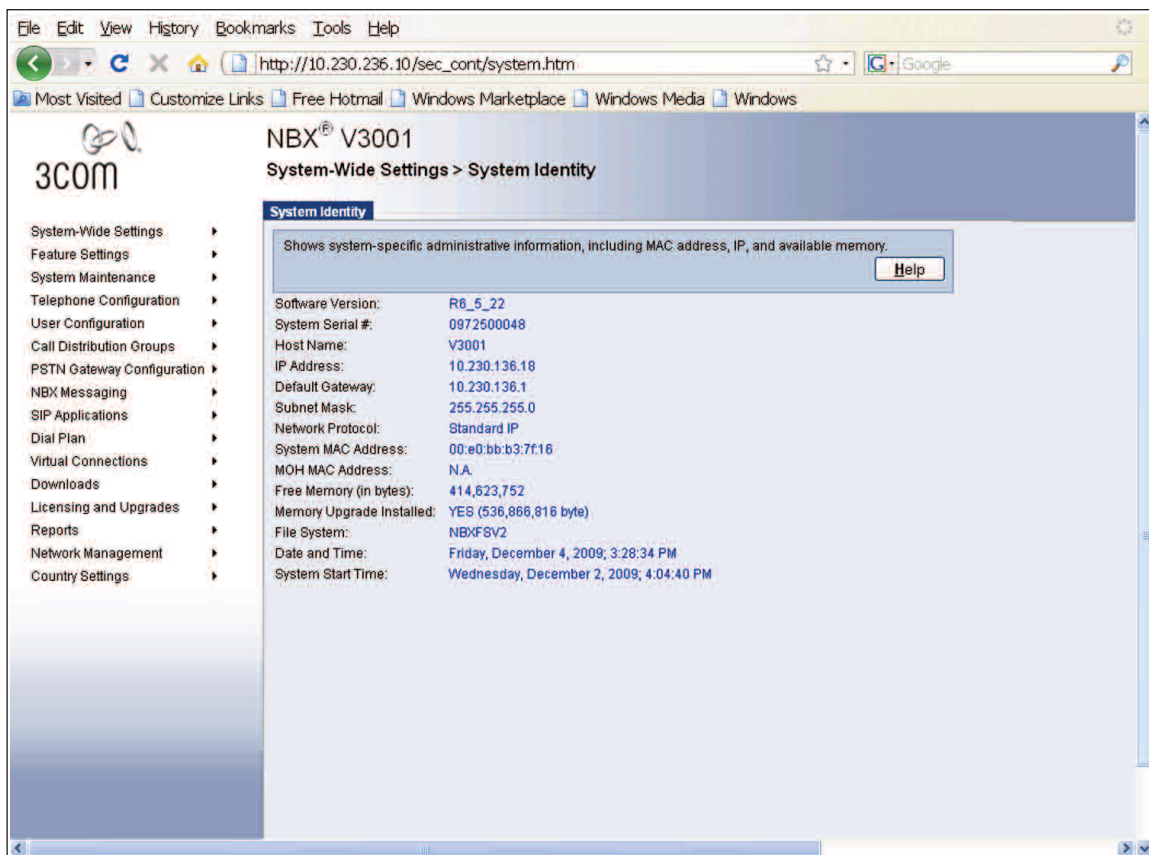 File Edit View History Bookmarks Tools Help
http://10.230.236.10/sec_cont/system.htm
G Google
Most Visited Customize Links Free Hotmail Windows Marketplace Windows Media Windows
3COM
NBX® V3001
System-Wide Settings > System Identity
System Identity
Shows system-specific administrative information, including MAC address, IP, and available memory.
Help
System-Wide Settings
Feature Settings
System Maintenance
Telephone Configuration
User Configuration
Call Distribution Groups
PSTN Gateway Configuration
NBX Messaging
SIP Applications
Dial Plan
Virtual Connections
Downloads
Licensing and Upgrades
Reports
Network Management
Country Settings
Software Version: R6_5_22
System Serial #: 0972500048
Host Name: V3001
IP Address: 10.230.136.18
Default Gateway: 10.230.136.1
Subnet Mask: 255.255.255.0
Network Protocol: Standard IP
System MAC Address: 00:e0:bb:b3:7f:16
MOH MAC Address: N.A.
Free Memory (in bytes): 414,623,752
Memory Upgrade Installed: YES (536,866,816 byte)
File System: NBXFSV2
Date and Time: Friday, December 4, 2009; 3:28:34 PM
System Start Time: Wednesday, December 2, 2009; 4:04:40 PM